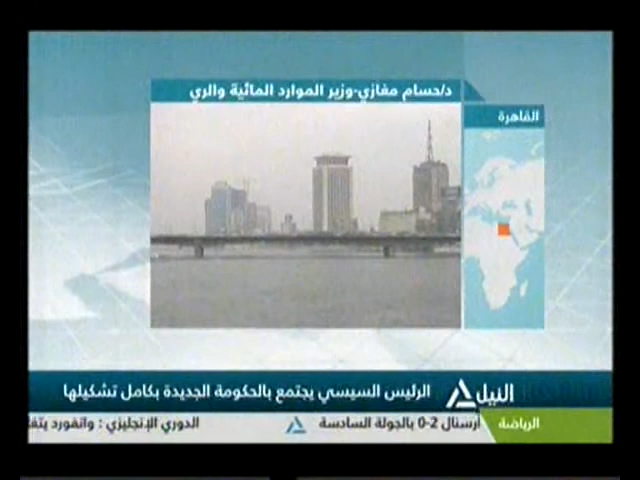 د/حسام مغازي-وزير الموارد المائية والري
القاهرة
النيل الرئيس السيسي يجتمع بالحكومة الجديدة بكامل تشكيلها
الرياضة أرسنال 2-0 بالجولة السادسة الدوري الإنجليزي : وانفورد